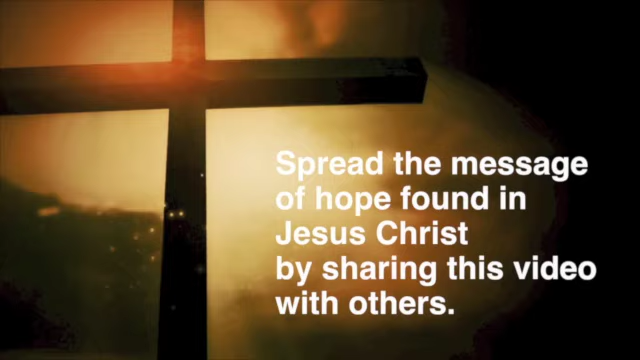 Spread the message
of hope found in
Jesus Christ
by sharing this video
with others.